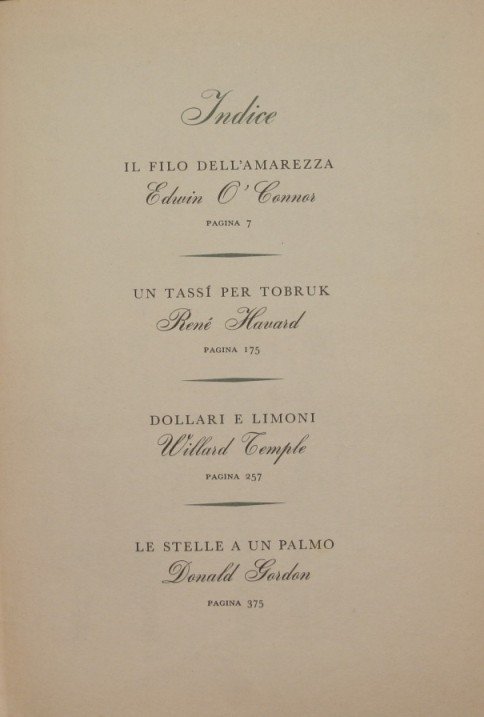 Indice
IL FILO DELL'AMAREZZA
Edwin O'Connor
PAGINA 7
UN TASSÍ PER TOBRUK
René Havard
PAGINA 175
DOLLARI E LIMONI
Willard Temple
PAGINA 257
LE STELLE A UN PALMO
Donald Gordon
PAGINA 375